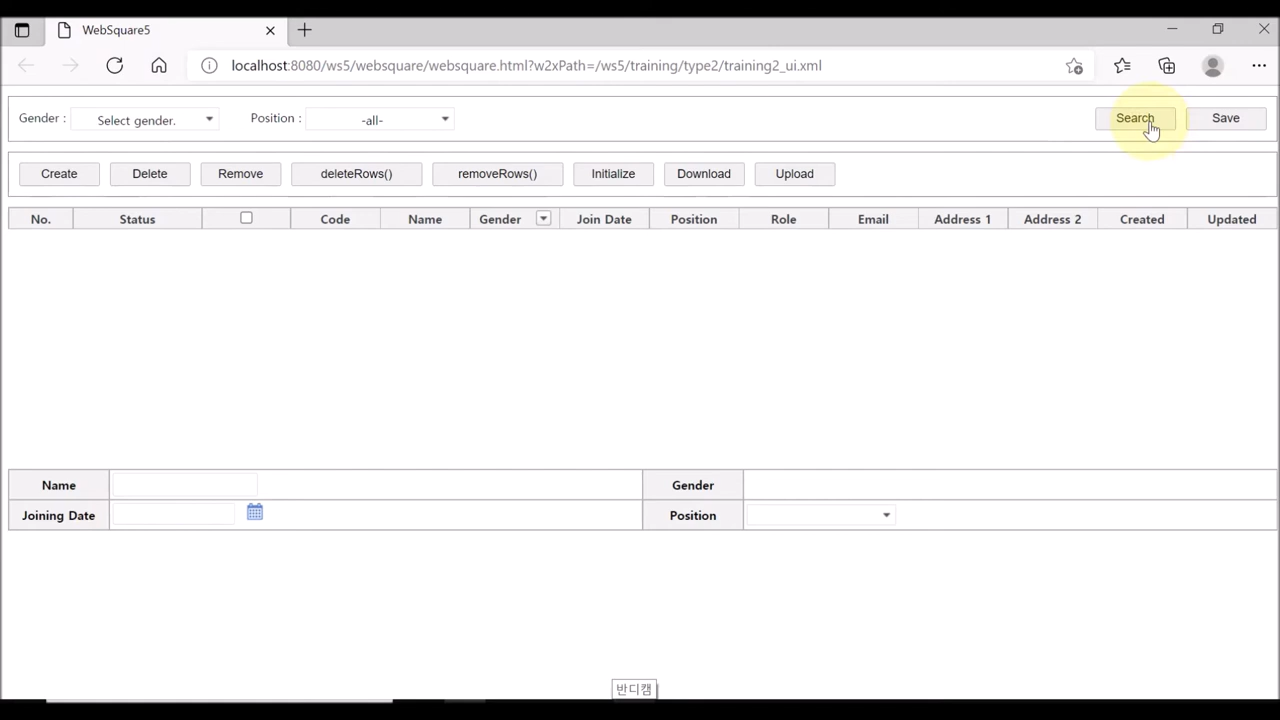 WebSquare5
localhost:8080/ws5/websquare/websquare.html?w2xPath=/ws5/training/type2/training2_ui.xml
Gender : Select gender. Position : -all- Search Save
Create Delete Remove deleteRows() removeRows() Initialize Download Upload
No. Status Code Name Gender Join Date Position Role Email Address 1 Address 2 Created Updated
Name Gender
Joining Date Position
반디캠